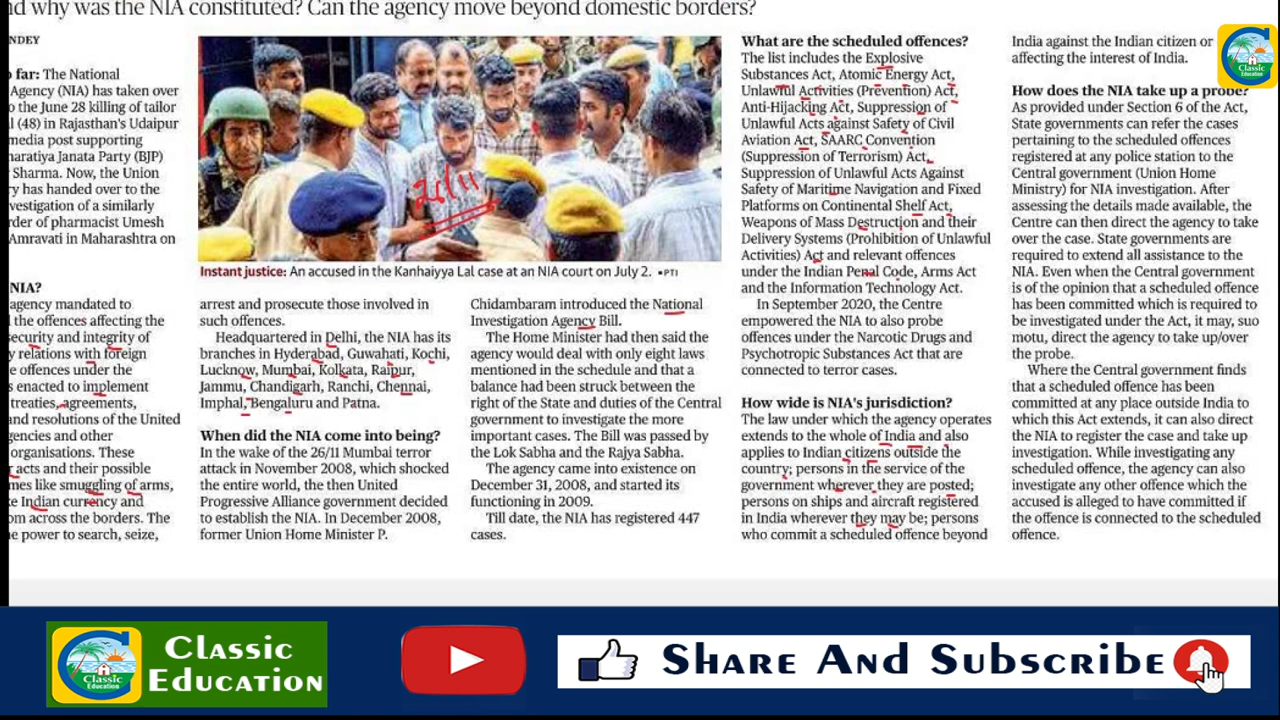 nd why was the NIA constituted? Can the agency move beyond domestic borders?
NDEY
far: The National
Agency (NIA) has taken over
o the June 28 killing of tailor
l (48) in Rajasthan's Udaipur
media post supporting
haratiya Janata Party (BJP)
Sharma. Now, the Union
ry has handed over to the
vestigation of a similarly
rder of pharmacist Umesh
Amravati in Maharashtra on
NIA?
agency mandated to
l the offences affecting the
security and integrity of
y relations with foreign
e offences under the
s enacted to implement
treaties, agreements,
and resolutions of the United
gencies and other
organisations. These
r acts and their possible
mes like smuggling of arms,
ke Indian currency and
om across the borders. The
e power to search, seize,
26/11
Instant justice: An accused in the Kanhaiyya Lal case at an NIA court on July 2. •PTI
arrest and prosecute those involved in
such offences.
Headquartered in Delhi, the NIA has its
branches in Hyderabad, Guwahati, Kochi,
Lucknow, Mumbai, Kolkata, Raipur,
Jammu, Chandigarh, Ranchi, Chennai,
Imphal, Bengaluru and Patna.
When did the NIA come into being?
In the wake of the 26/11 Mumbai terror
attack in November 2008, which shocked
the entire world, the then United
Progressive Alliance government decided
to establish the NIA. In December 2008,
former Union Home Minister P.
Chidambaram introduced the National
Investigation Agency Bill.
The Home Minister had then said the
agency would deal with only eight laws
mentioned in the schedule and that a
balance had been struck between the
right of the State and duties of the Central
government to investigate the more
important cases. The Bill was passed by
the Lok Sabha and the Rajya Sabha.
The agency came into existence on
December 31, 2008, and started its
functioning in 2009.
Till date, the NIA has registered 447
cases.
What are the scheduled offences?
The list includes the Explosive
Substances Act, Atomic Energy Act,
Unlawful Activities (Prevention) Act,
Anti-Hijacking Act, Suppression of
Unlawful Acts against Safety of Civil
Aviation Act, SAARC Convention
(Suppression of Terrorism) Act,
Suppression of Unlawful Acts Against
Safety of Maritime Navigation and Fixed
Platforms on Continental Shelf Act,
Weapons of Mass Destruction and their
Delivery Systems (Prohibition of Unlawful
Activities) Act and relevant offences
under the Indian Penal Code, Arms Act
and the Information Technology Act.
In September 2020, the Centre
empowered the NIA to also probe
offences under the Narcotic Drugs and
Psychotropic Substances Act that are
connected to terror cases.
How wide is NIA's jurisdiction?
The law under which the agency operates
extends to the whole of India and also
applies to Indian citizens outside the
country; persons in the service of the
government wherever they are posted;
persons on ships and aircraft registered
in India wherever they may be; persons
who commit a scheduled offence beyond
India against the Indian citizen or
affecting the interest of India.
How does the NIA take up a probe?
As provided under Section 6 of the Act,
State governments can refer the cases
pertaining to the scheduled offences
registered at any police station to the
Central government (Union Home
Ministry) for NIA investigation. After
assessing the details made available, the
Centre can then direct the agency to take
over the case. State governments are
required to extend all assistance to the
NIA. Even when the Central government
is of the opinion that a scheduled offence
has been committed which is required to
be investigated under the Act, it may, suo
motu, direct the agency to take up/over
the probe.
Where the Central government finds
that a scheduled offence has been
committed at any place outside India to
which this Act extends, it can also direct
the NIA to register the case and take up
investigation. While investigating any
scheduled offence, the agency can also
investigate any other offence which the
accused is alleged to have committed if
the offence is connected to the scheduled
offence.
Classic
Education
Classic
Education
Classic
Education
Share And Subscribe